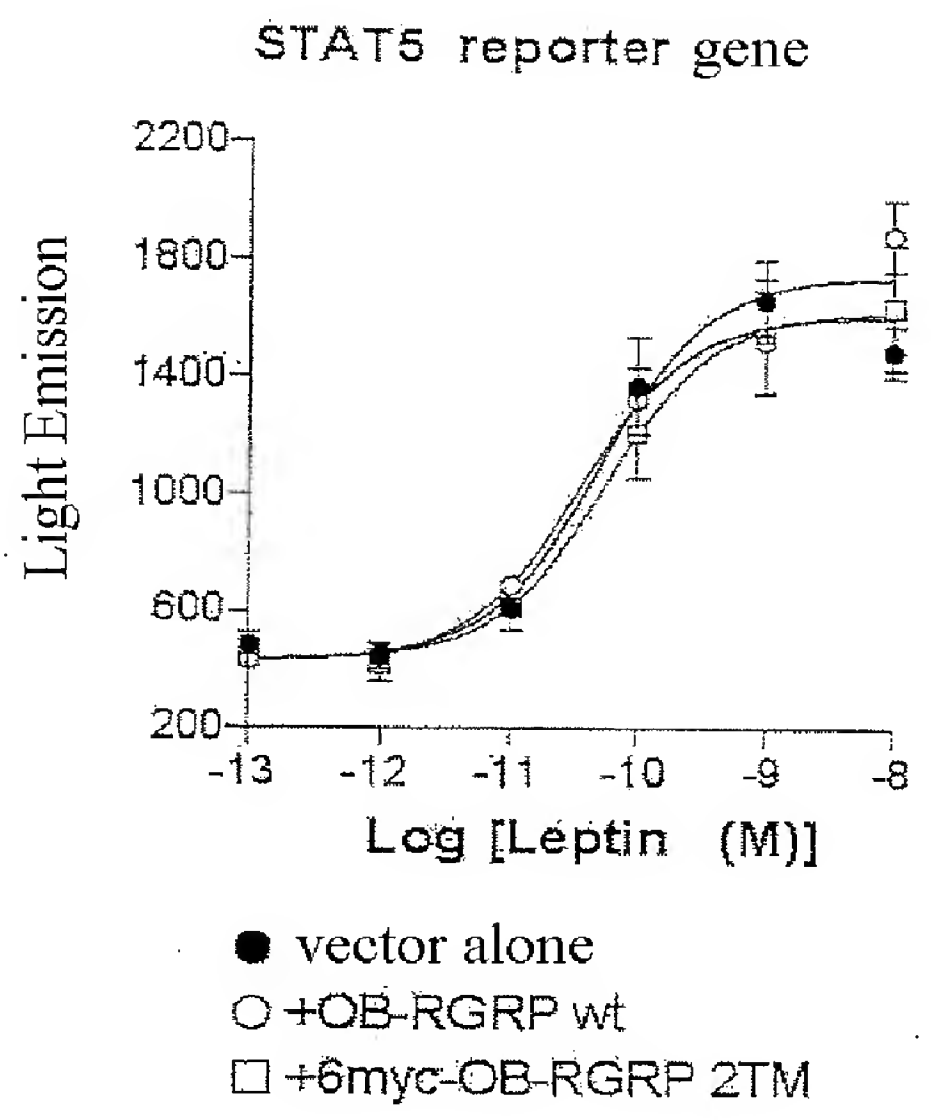 STAT5 reporter gene
2200
1800
1400
1000
600
200
Light Emission
-13 -12 -11 -10 -9 -8
Log [Leptin (M)]
vector alone
+OB-RGRP wt
+6myc-OB-RGRP 2TM